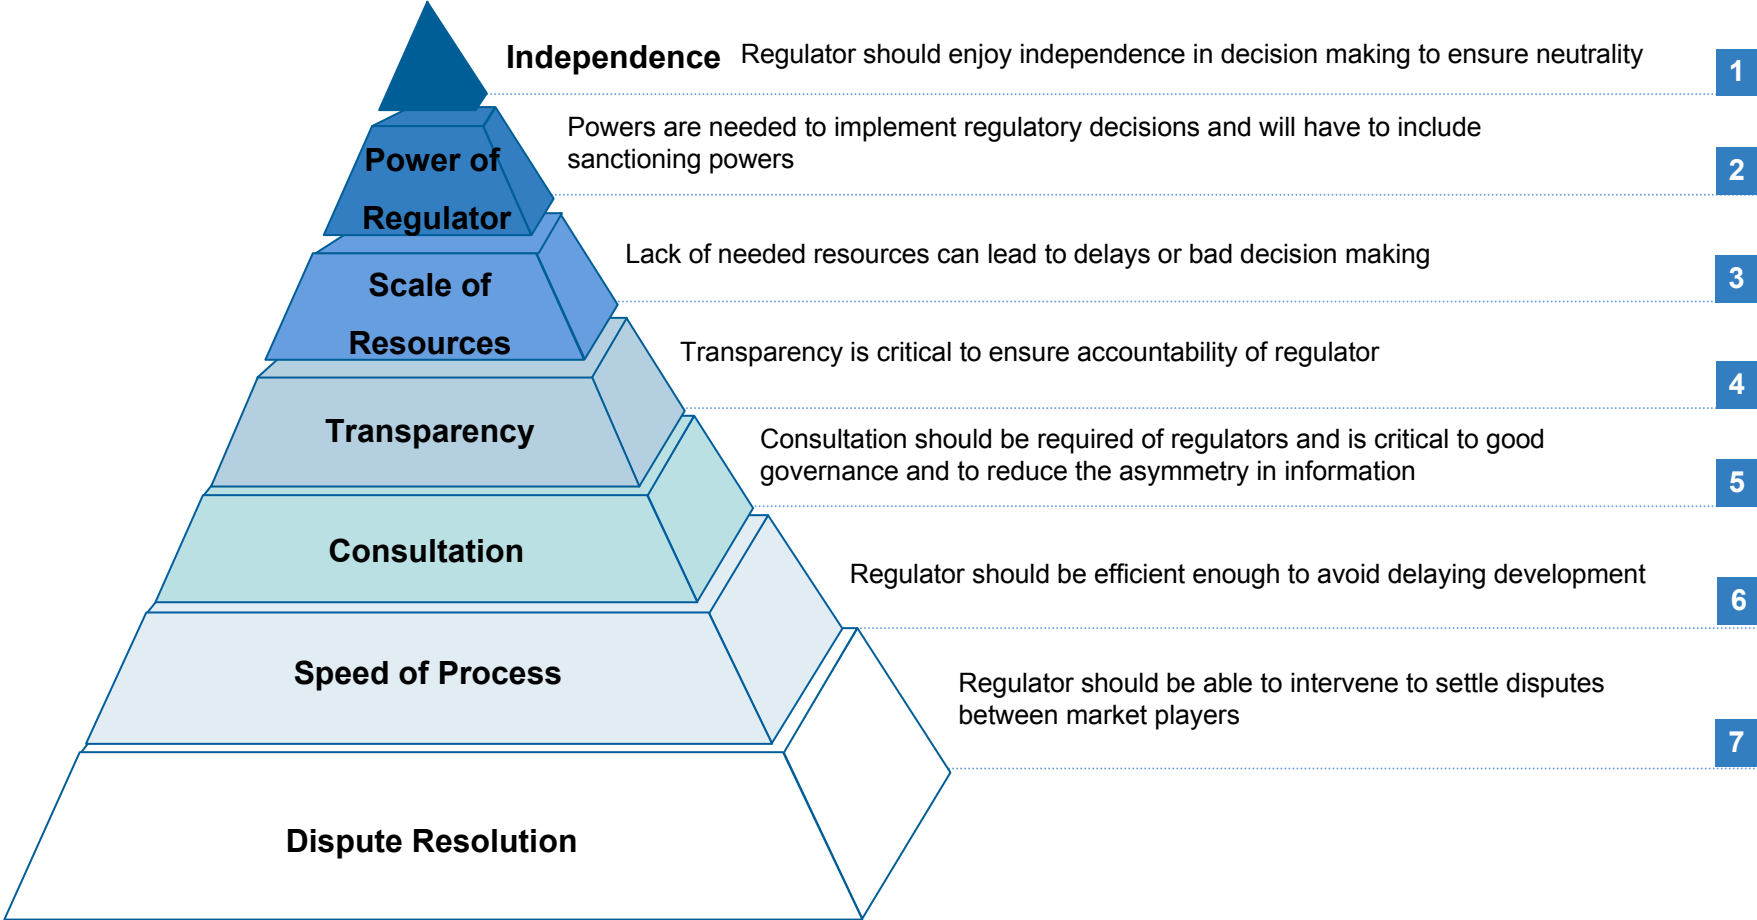 Independence
Regulator should enjoy independence in decision making to ensure neutrality
1
Power of
Regulator
Powers are needed to implement regulatory decisions and will have to include
sanctioning powers
2
Scale of
Resources
Lack of needed resources can lead to delays or bad decision making
3
Transparency
Transparency is critical to ensure accountability of regulator
4
Consultation
Consultation should be required of regulators and is critical to good
governance and to reduce the asymmetry in information
5
Speed of Process
Regulator should be efficient enough to avoid delaying development
6
Dispute Resolution
Regulator should be able to intervene to settle disputes
between market players
7